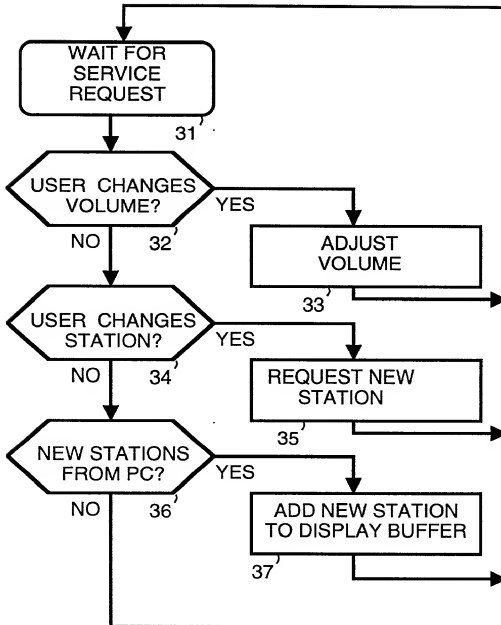 WAIT FOR
SERVICE
REQUEST
31
USER CHANGES
VOLUME?
YES
NO
32
ADJUST
VOLUME
33
USER CHANGES
STATION?
YES
NO
34
REQUEST NEW
STATION
35
NEW STATIONS
FROM PC?
YES
NO
36
ADD NEW STATION
TO DISPLAY BUFFER
37